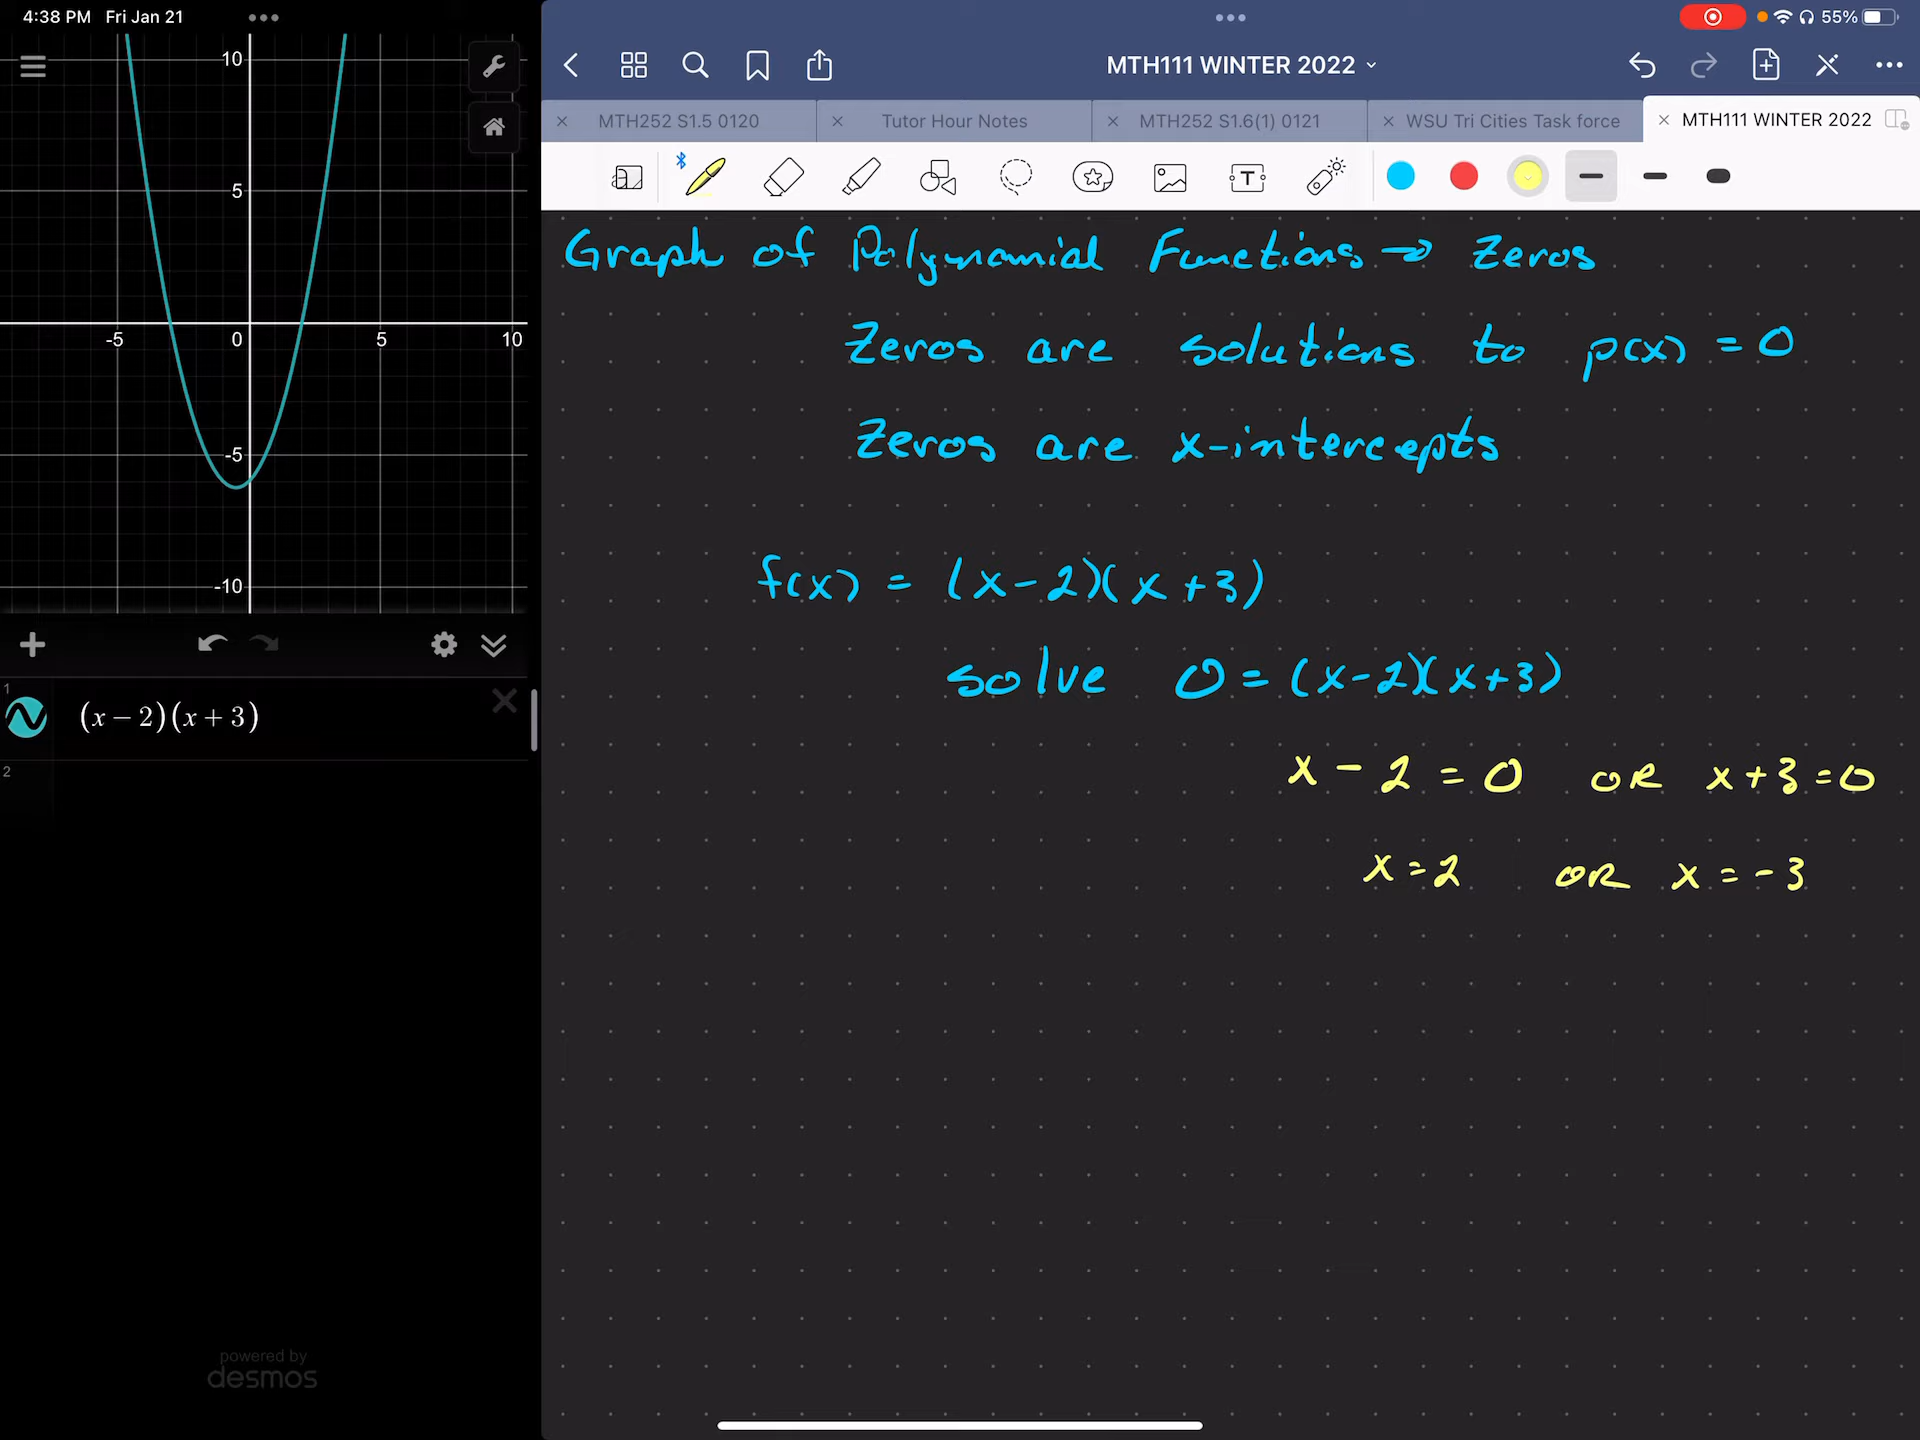 4:38 PM Fri Jan 21
55%
MTH111 WINTER 2022
MTH252 S1.5 0120
Tutor Hour Notes
MTH252 S1.6(1) 0121
WSU Tri Cities Task force
MTH111 WINTER 2022
T
10
5
-5 0 5 10
-5
-10
1
(x − 2)(x + 3)
2
powered by
desmos
Graph of Polynomial Functions → Zeros
Zeros are solutions to p(x) = 0
Zeros are x-intercepts
f(x) = (x-2)(x+3)
solve 0=(x-2)(x+3)
x - 2 = 0 OR x+3=0
x=2 OR x = -3